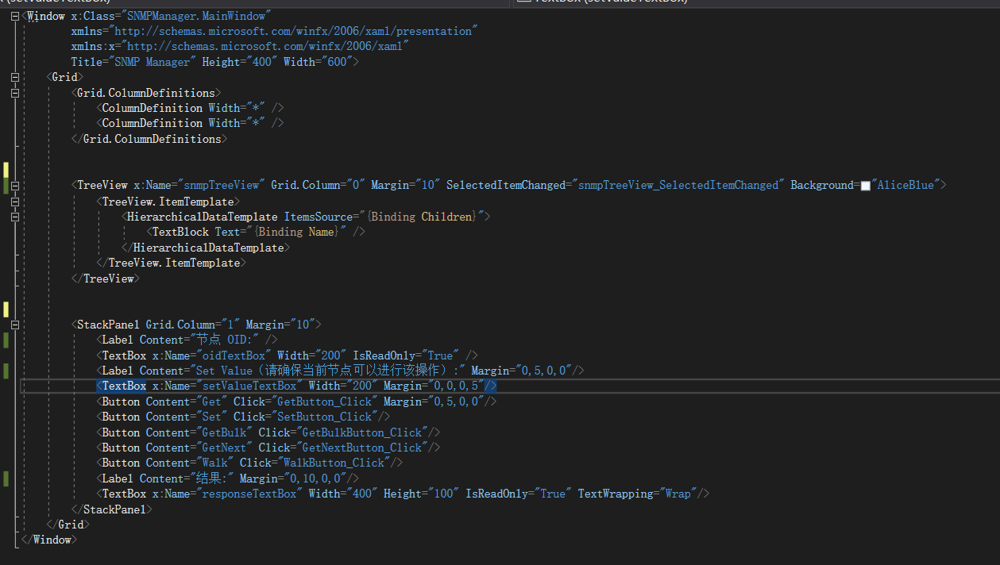 TextBox (setValueTextBox)
<Window x:Class="SNMPManager.MainWindow"
xmlns="http://schemas.microsoft.com/winfx/2006/xaml/presentation"
xmlns:x="http://schemas.microsoft.com/winfx/2006/xaml"
Title="SNMP Manager" Height="400" Width="600">
<Grid>
<Grid.ColumnDefinitions>
<ColumnDefinition Width="*" />
<ColumnDefinition Width="*" />
</Grid.ColumnDefinitions>
<TreeView x:Name="snmpTreeView" Grid.Column="0" Margin="10" SelectedItemChanged="snmpTreeView_SelectedItemChanged" Background="AliceBlue">
<TreeView.ItemTemplate>
<HierarchicalDataTemplate ItemsSource="{Binding Children}">
<TextBlock Text="{Binding Name}" />
</HierarchicalDataTemplate>
</TreeView.ItemTemplate>
</TreeView>
<StackPanel Grid.Column="1" Margin="10">
<Label Content="节点 OID:" />
<TextBox x:Name="oidTextBox" Width="200" IsReadOnly="True" />
<Label Content="Set Value（请确保当前节点可以进行该操作）:" Margin="0,5,0,0"/>
<TextBox x:Name="setValueTextBox" Width="200" Margin="0,0,0,5"/>
<Button Content="Get" Click="GetButton_Click" Margin="0,5,0,0"/>
<Button Content="Set" Click="SetButton_Click"/>
<Button Content="GetBulk" Click="GetBulkButton_Click"/>
<Button Content="GetNext" Click="GetNextButton_Click"/>
<Button Content="Walk" Click="WalkButton_Click"/>
<Label Content="结果:" Margin="0,10,0,0"/>
<TextBox x:Name="responseTextBox" Width="400" Height="100" IsReadOnly="True" TextWrapping="Wrap"/>
</StackPanel>
</Grid>
</Window>